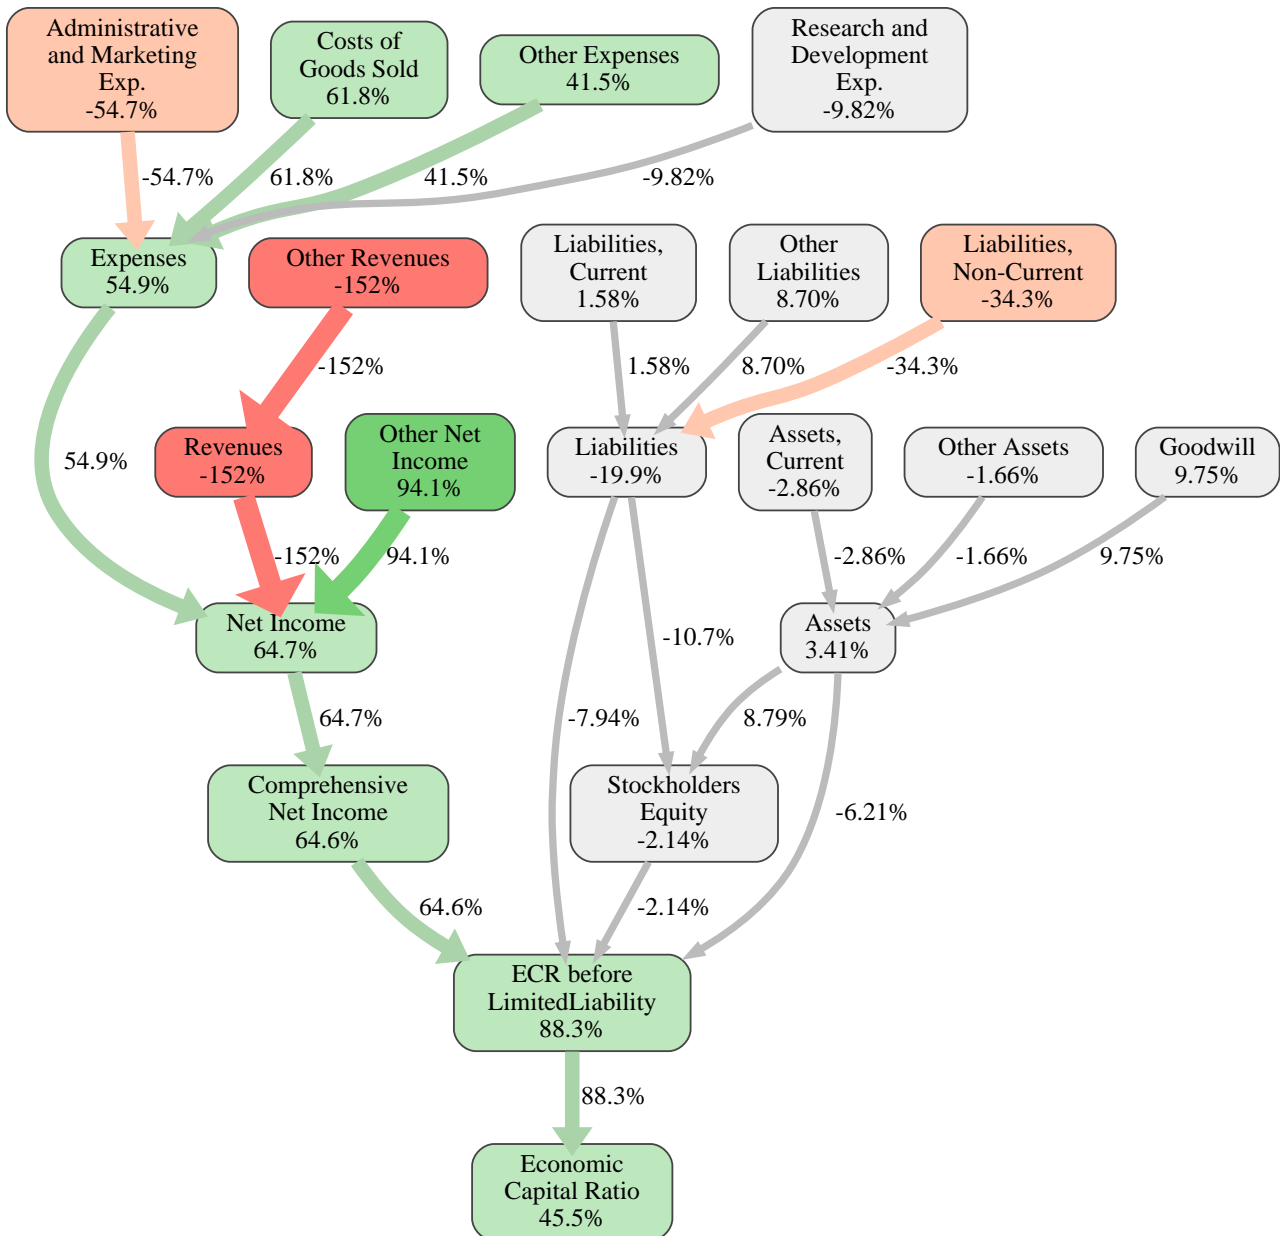 Administrative
and Marketing
Exp.
-54.7%
Costs of
Goods Sold
61.8%
Other Expenses
41.5%
Research and
Development
Exp.
-9.82%
-54.7%
61.8%
41.5%
-9.82%
Expenses
54.9%
Other Revenues
-152%
Liabilities,
Current
1.58%
Other
Liabilities
8.70%
Liabilities,
Non-Current
-34.3%
-152%
1.58%
8.70%
-34.3%
54.9%
Revenues
-152%
Other Net
Income
94.1%
Liabilities
-19.9%
Assets,
Current
-2.86%
Other Assets
-1.66%
Goodwill
9.75%
-152%
94.1%
-2.86%
-1.66%
9.75%
Net Income
64.7%
-10.7%
Assets
3.41%
64.7%
-7.94%
8.79%
Comprehensive
Net Income
64.6%
Stockholders
Equity
-2.14%
-6.21%
64.6%
-2.14%
ECR before
LimitedLiability
88.3%
88.3%
Economic
Capital Ratio
45.5%